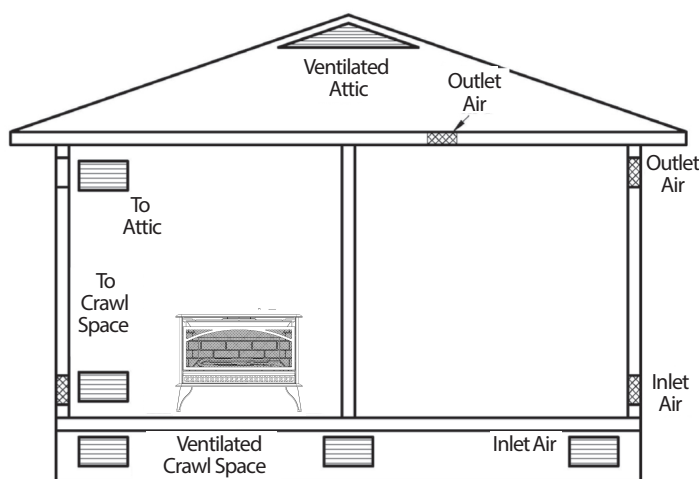 Ventilated
Attic
Outlet
Air
Outlet
Air
To
Attic
To
Crawl
Space
Inlet
Air
Ventilated
Crawl Space
Inlet Air